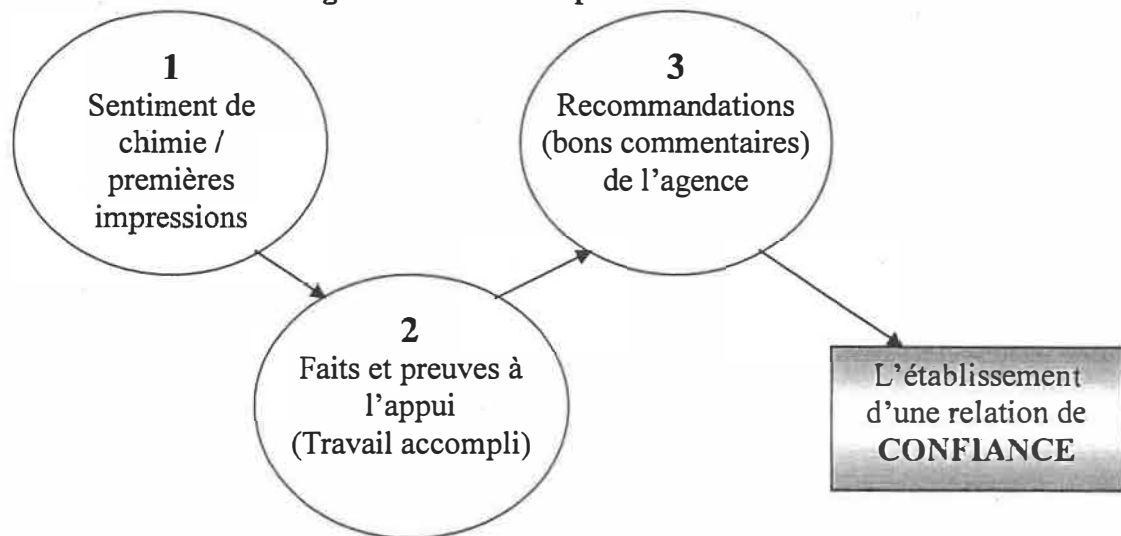 1
Sentiment de
chimie /
premières
impressions
2
Faits et preuves à
l'appui
(Travail accompli)
3
Recommandations
(bons commentaires)
de l'agence
L'établissement
d'une relation de
CONFIANCE